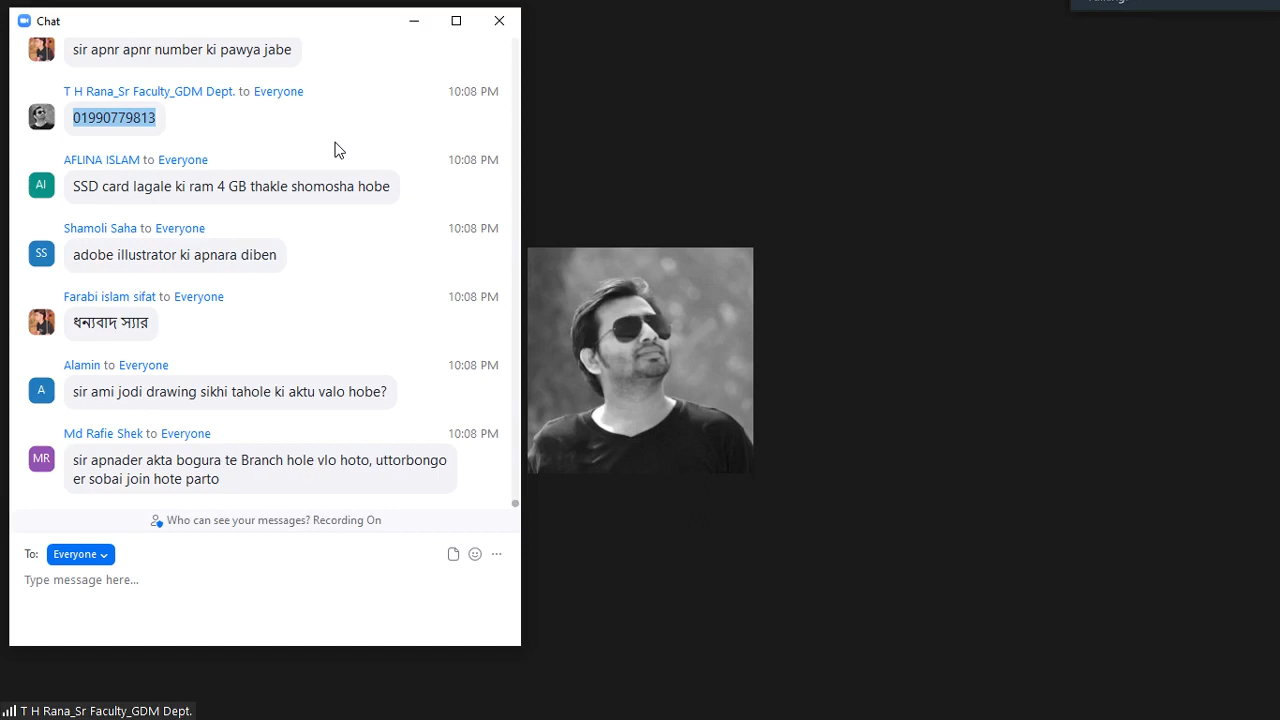 Chat
sir apnr apnr number ki pawya jabe
T H Rana_Sr Faculty_GDM Dept. to Everyone 10:08 PM
01990779813
AFLINA ISLAM to Everyone 10:08 PM
AI
SSD card lagale ki ram 4 GB thakle shomosha hobe
Shamoli Saha to Everyone 10:08 PM
SS
adobe illustrator ki apnara diben
Farabi islam sifat to Everyone 10:08 PM
ধন্যবাদ স্যার
Alamin to Everyone 10:08 PM
A
sir ami jodi drawing sikhi tahole ki aktu valo hobe?
Md Rafie Shek to Everyone 10:08 PM
MR
sir apnader akta bogura te Branch hole vlo hoto, uttorbongo
er sobai join hote parto
Who can see your messages? Recording On
To: Everyone
Type message here...
T H Rana_Sr Faculty_GDM Dept.